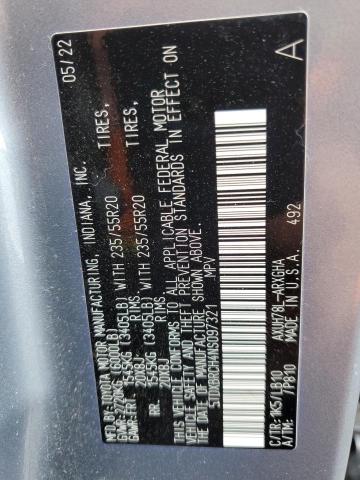 MFD.BY:TOYOTA MOTOR MANUFACTURING, INDIANA, INC. 05/22
GVWR 2720KG (6000LB)
GAWR FRT. 1545KG (3405LB) WITH 235/55R20 TIRES,
20X8J RIMS
RR. 1545KG (3405LB) WITH 235/55R20 TIRES,
20X8J RIMS
THIS VEHICLE CONFORMS TO ALL APPLICABLE FEDERAL MOTOR
VEHICLE SAFETY AND THEFT PREVENTION STANDARDS IN EFFECT ON
THE DATE OF MANUFACTURE SHOWN ABOVE.
MPV A
C/TR: 1K5/LB10 AXUH78L-ARXGHA 492
A/TM: /P810 MADE IN U.S.A.